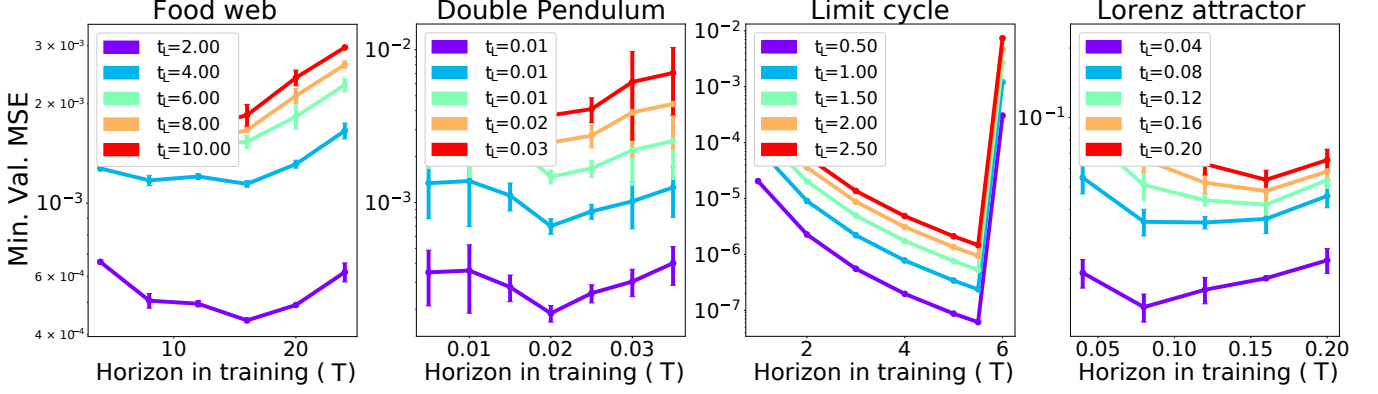 Food web
Min. Val. MSE
3 × 10⁻³
2 × 10⁻³
10⁻³
6 × 10⁻⁴
4 × 10⁻⁴
t_L=2.00
t_L=4.00
t_L=6.00
t_L=8.00
t_L=10.00
10 20
Horizon in training ( T)
Double Pendulum
10⁻²
10⁻³
t_L=0.01
t_L=0.01
t_L=0.01
t_L=0.02
t_L=0.03
0.01 0.02 0.03
Horizon in training ( T)
Limit cycle
10⁻²
10⁻³
10⁻⁴
10⁻⁵
10⁻⁶
10⁻⁷
t_L=0.50
t_L=1.00
t_L=1.50
t_L=2.00
t_L=2.50
2 4 6
Horizon in training ( T)
Lorenz attractor
10⁻¹
t_L=0.04
t_L=0.08
t_L=0.12
t_L=0.16
t_L=0.20
0.05 0.10 0.15 0.20
Horizon in training ( T)